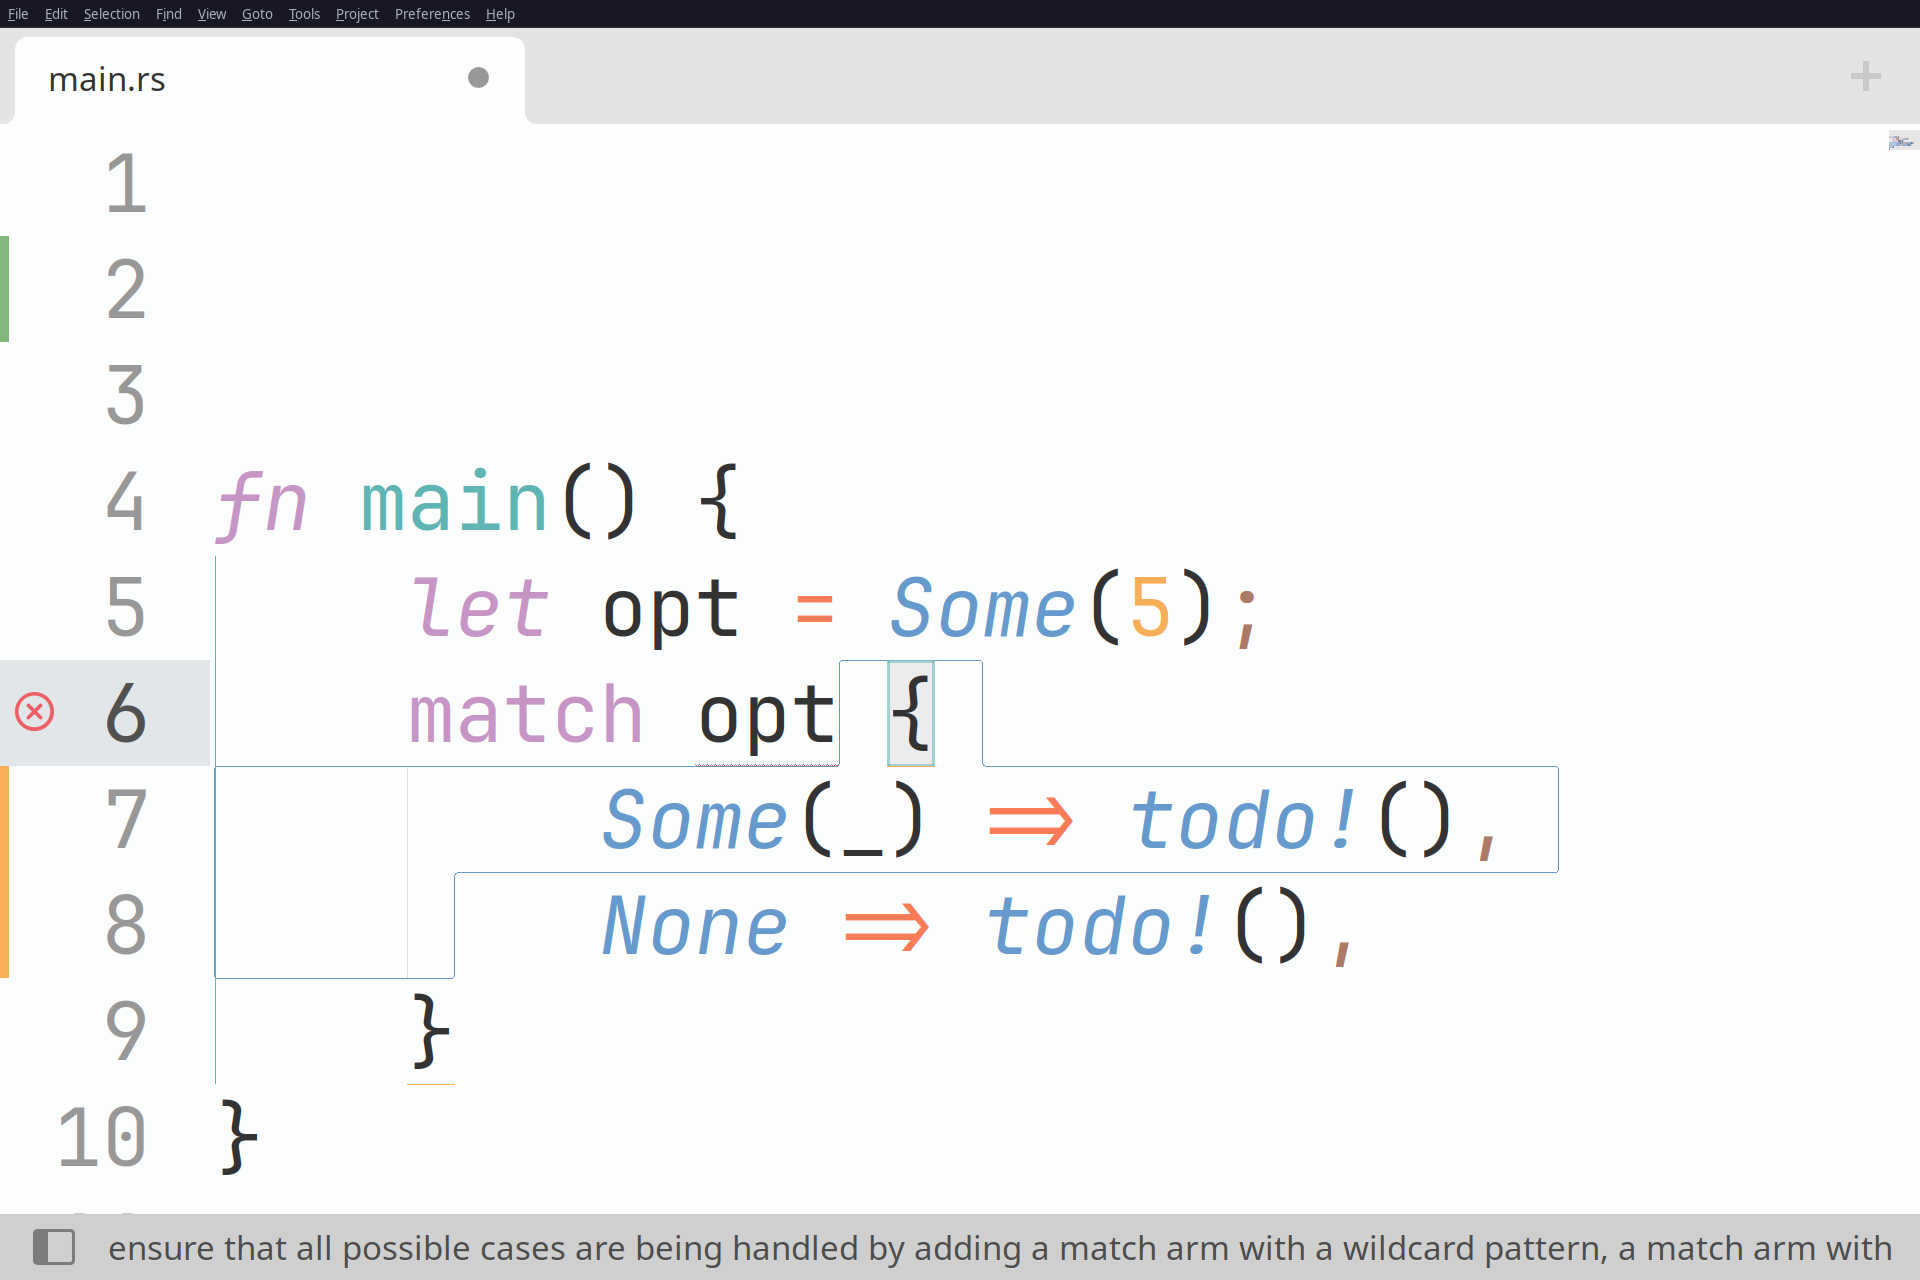 File Edit Selection Find View Goto Tools Project Preferences Help
main.rs
1
2
3
4 fn main() {
5     let opt = Some(5);
6     match opt {
7         Some(_) => todo!(),
8         None => todo!(),
9     }
10 }
ensure that all possible cases are being handled by adding a match arm with a wildcard pattern, a match arm with